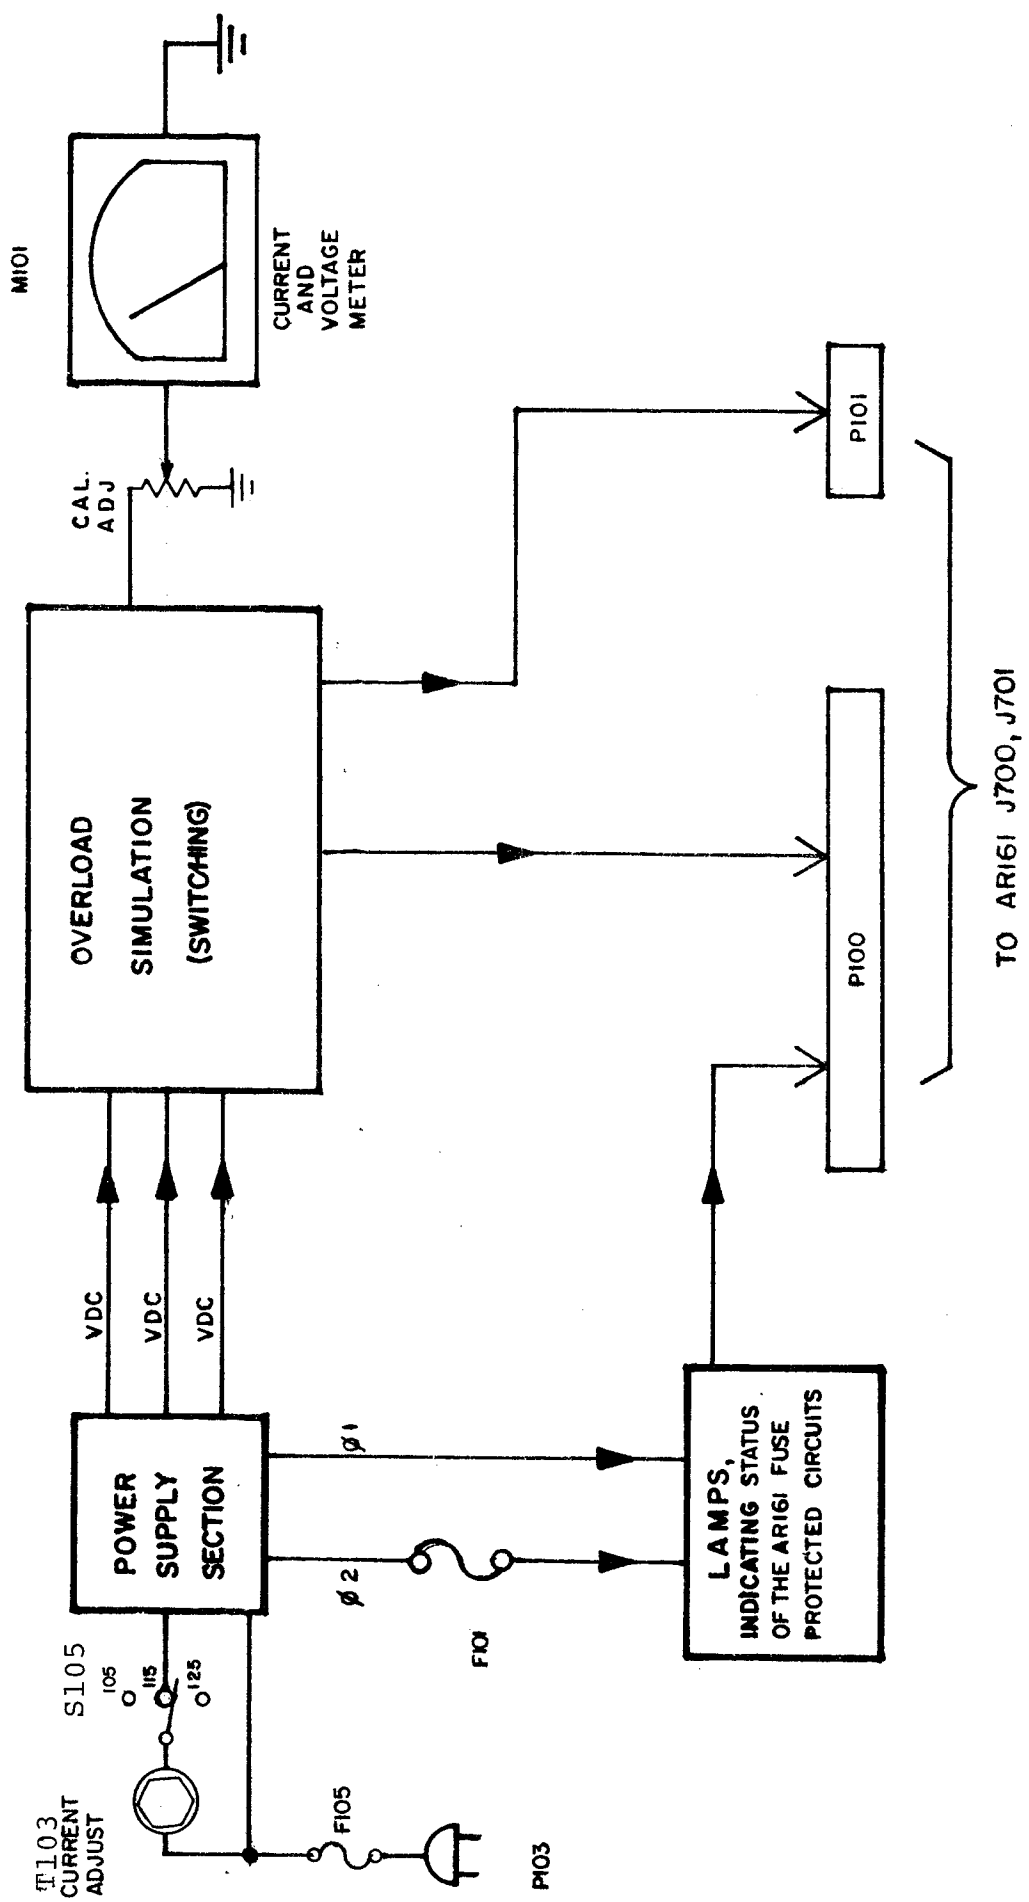 T103
CURRENT
ADJUST
S105
105
115
125
F105
P103
POWER
SUPPLY
SECTION
VDC
VDC
VDC
Ø2
Ø1
F101
LAMPS,
INDICATING STATUS
OF THE AR161 FUSE
PROTECTED CIRCUITS
OVERLOAD
SIMULATION
(SWITCHING)
CAL.
ADJ
M101
CURRENT
AND
VOLTAGE
METER
P100
P101
TO AR161 J700, J701